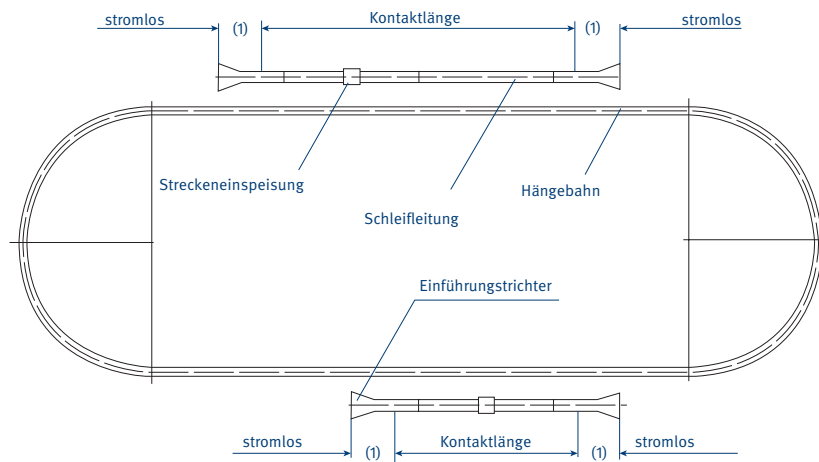 stromlos
(1)
Kontaktlänge
(1)
stromlos
Streckeneinspeisung
Schleifleitung
Hängebahn
Einführungstrichter
stromlos
(1)
Kontaktlänge
(1)
stromlos